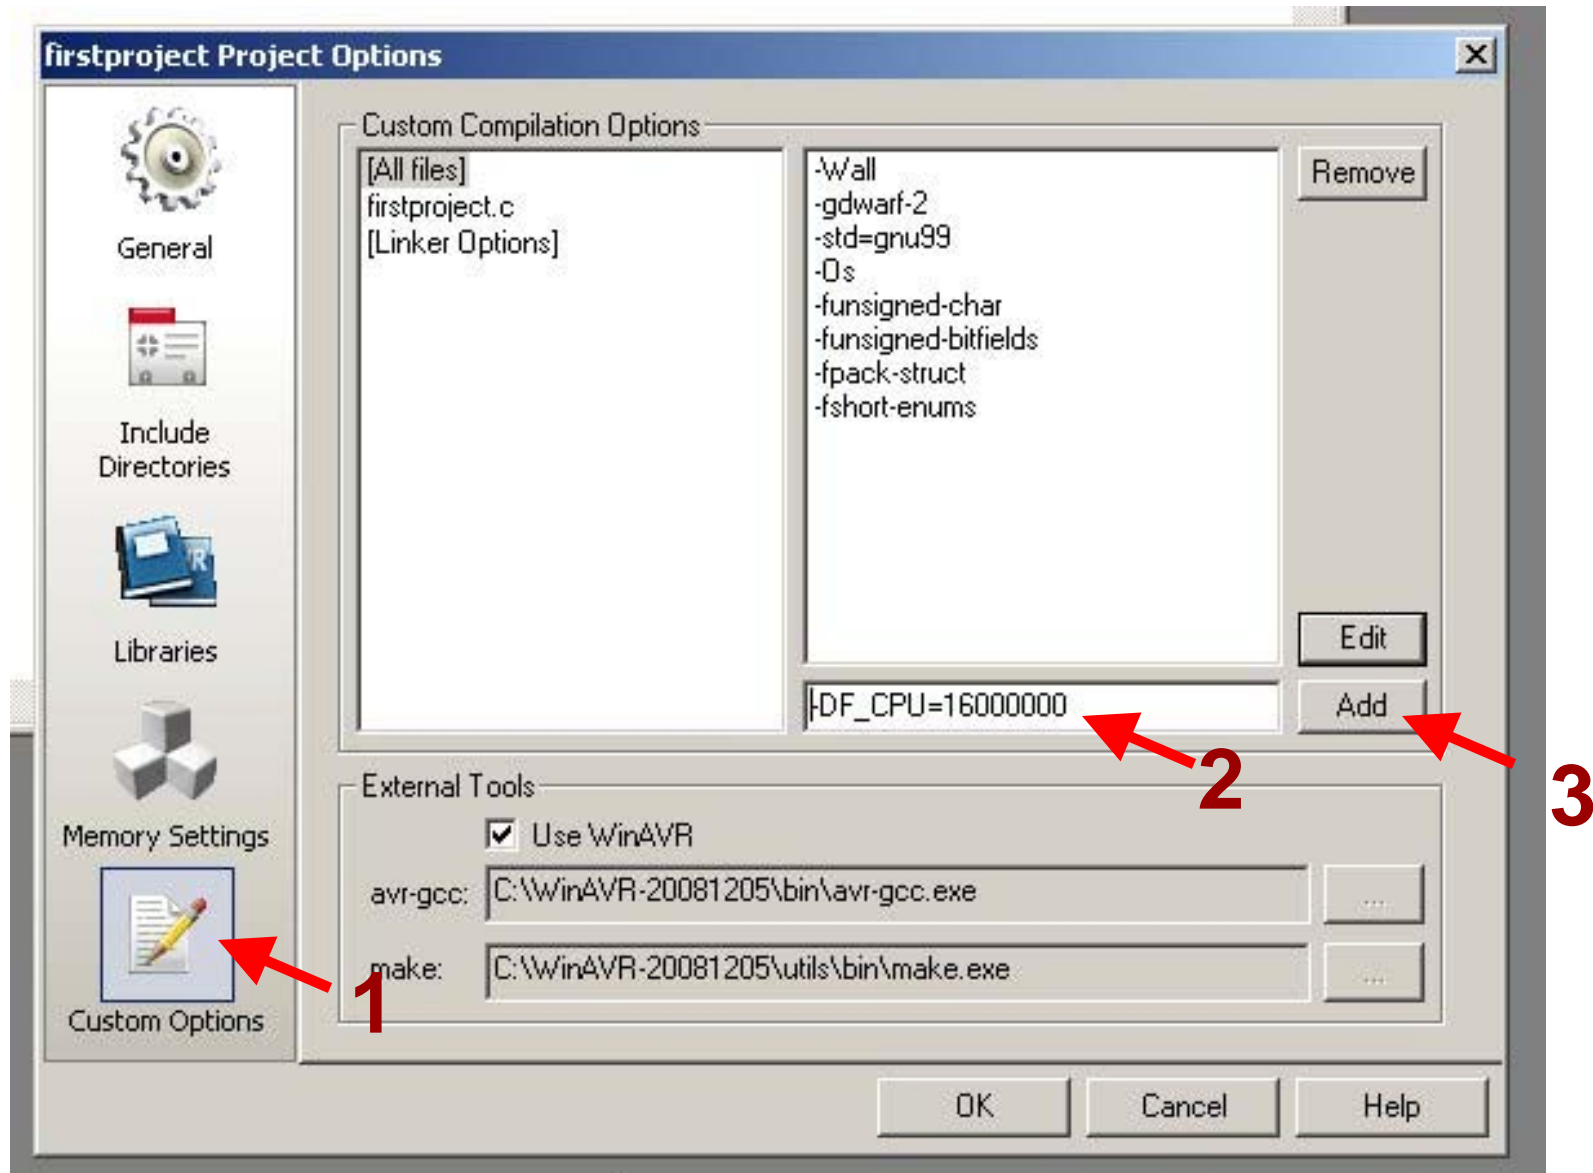 firstproject Project Options
General
Include
Directories
Libraries
Memory Settings
Custom Options
Custom Compilation Options
[All files]
firstproject.c
[Linker Options]
-Wall
-gdwarf-2
-std=gnu99
-Os
-funsigned-char
-funsigned-bitfields
-fpack-struct
-fshort-enums
Remove
Edit
-DF_CPU=16000000
Add
2
3
External Tools
Use WinAVR
avr-gcc: C:\WinAVR-20081205\bin\avr-gcc.exe ...
make: C:\WinAVR-20081205\utils\bin\make.exe ...
1
OK Cancel Help